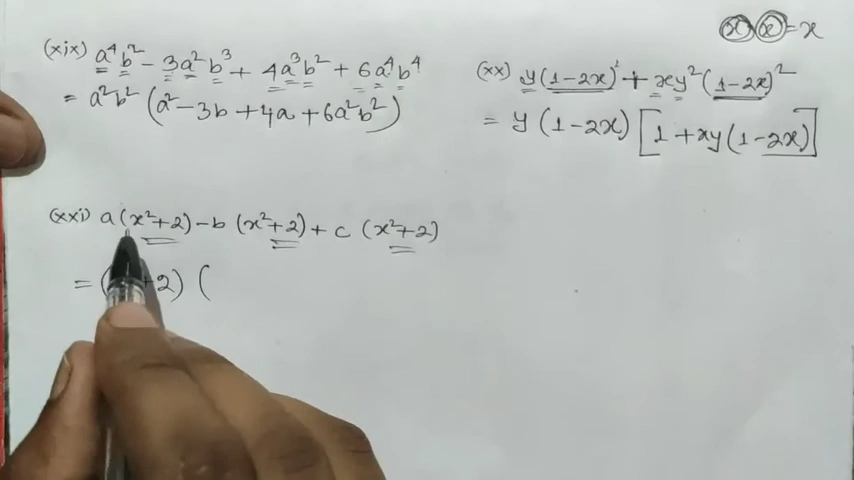 (x)(x) = x
(xix) a⁴b² - 3a²b³ + 4a³b² + 6a⁴b⁴
= a²b² (a² - 3b + 4a + 6a²b²)
(xx) y(1-2x)¹ + xy²(1-2x)²
= y(1-2x)[1 + xy(1-2x)]
(xxi) a(x²+2) - b(x²+2) + c(x²+2)
= ( +2) (